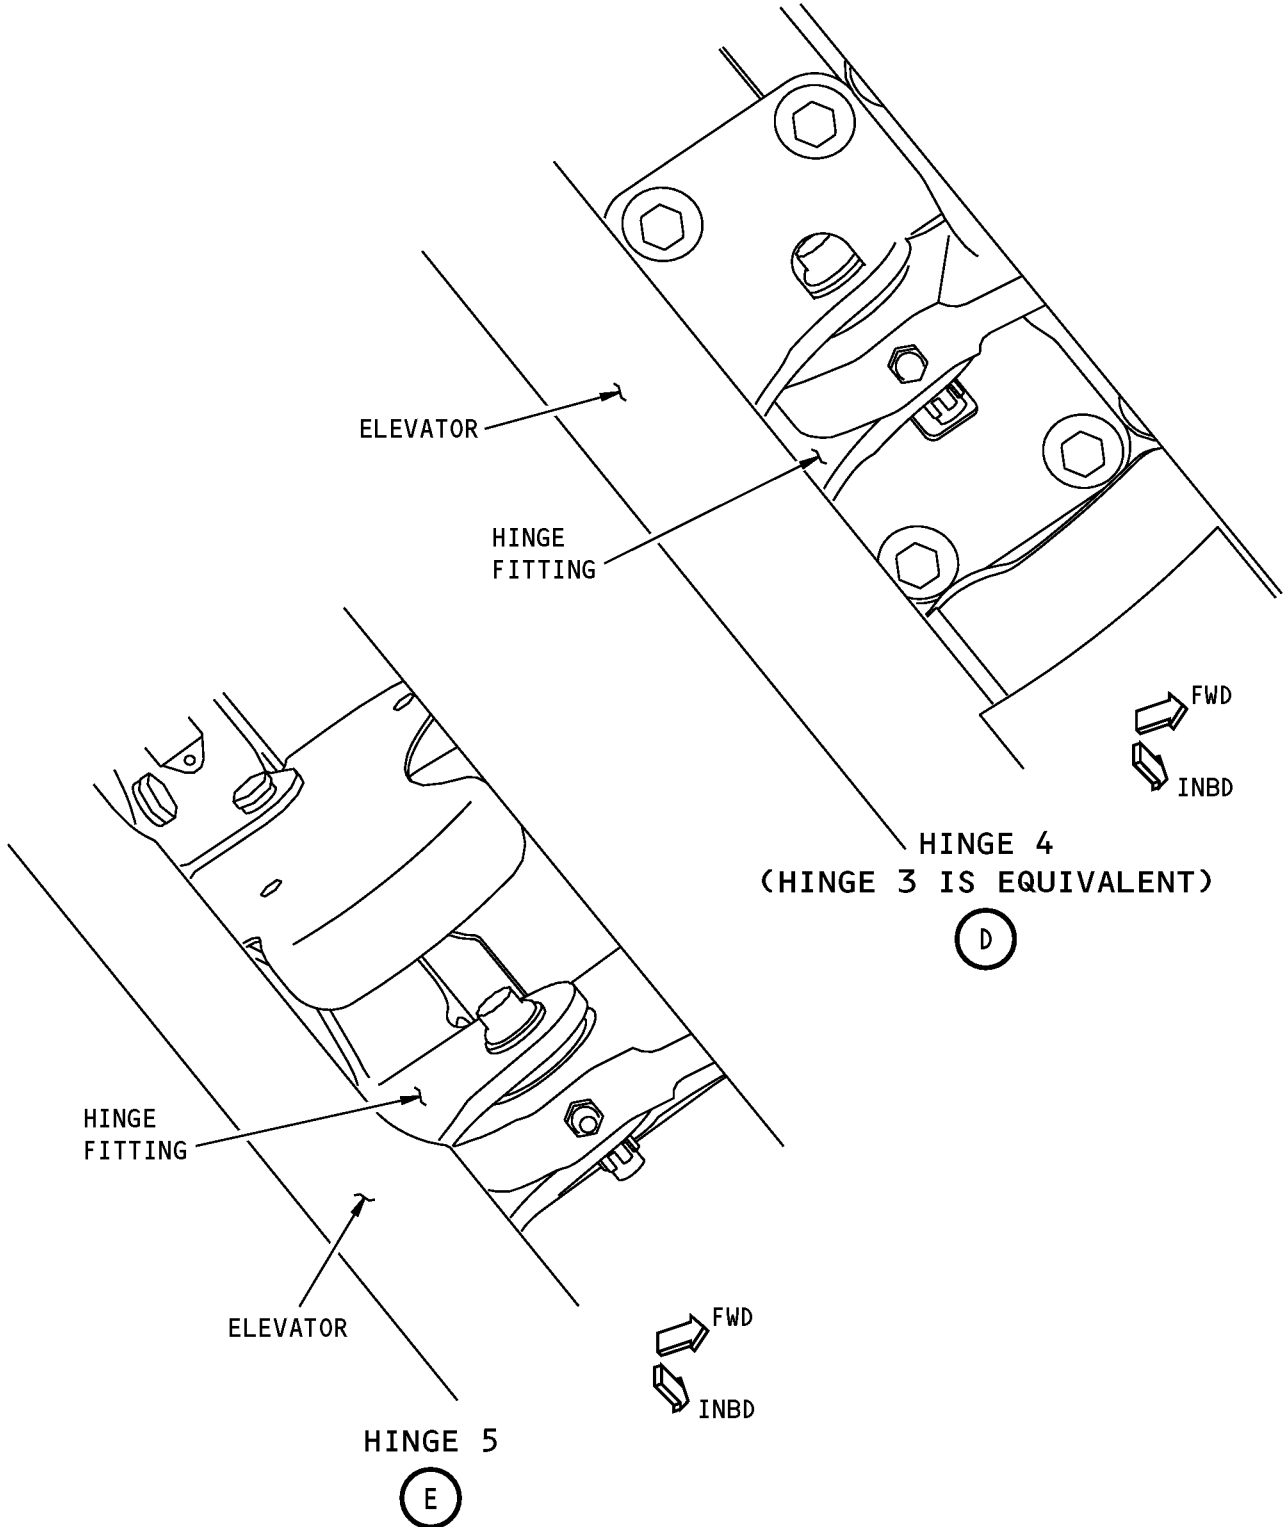 ELEVATOR
HINGE
FITTING
FWD
INBD
HINGE 4
(HINGE 3 IS EQUIVALENT)
D
HINGE
FITTING
ELEVATOR
FWD
INBD
HINGE 5
E